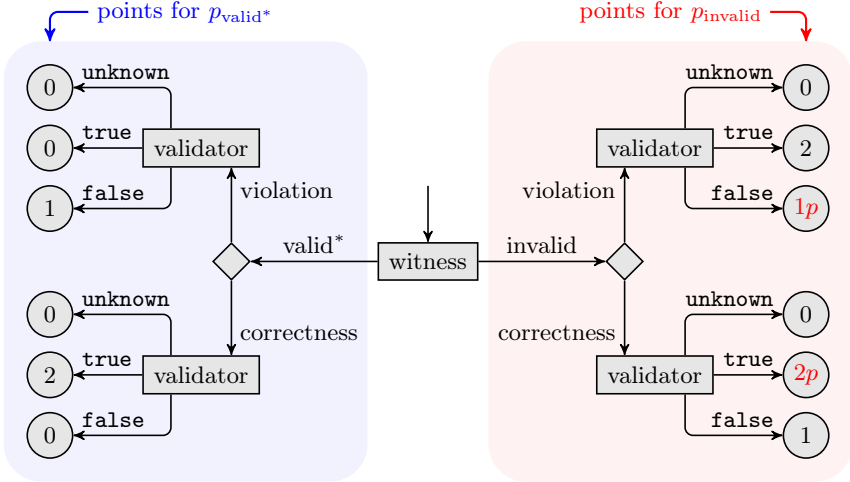 points for p_valid*
points for p_invalid
0 unknown
0 true
validator
1 false
violation
unknown 0
true 2
validator
false 1p
violation
valid*
witness
invalid
correctness
correctness
0 unknown
2 true
validator
0 false
unknown 0
true 2p
validator
false 1